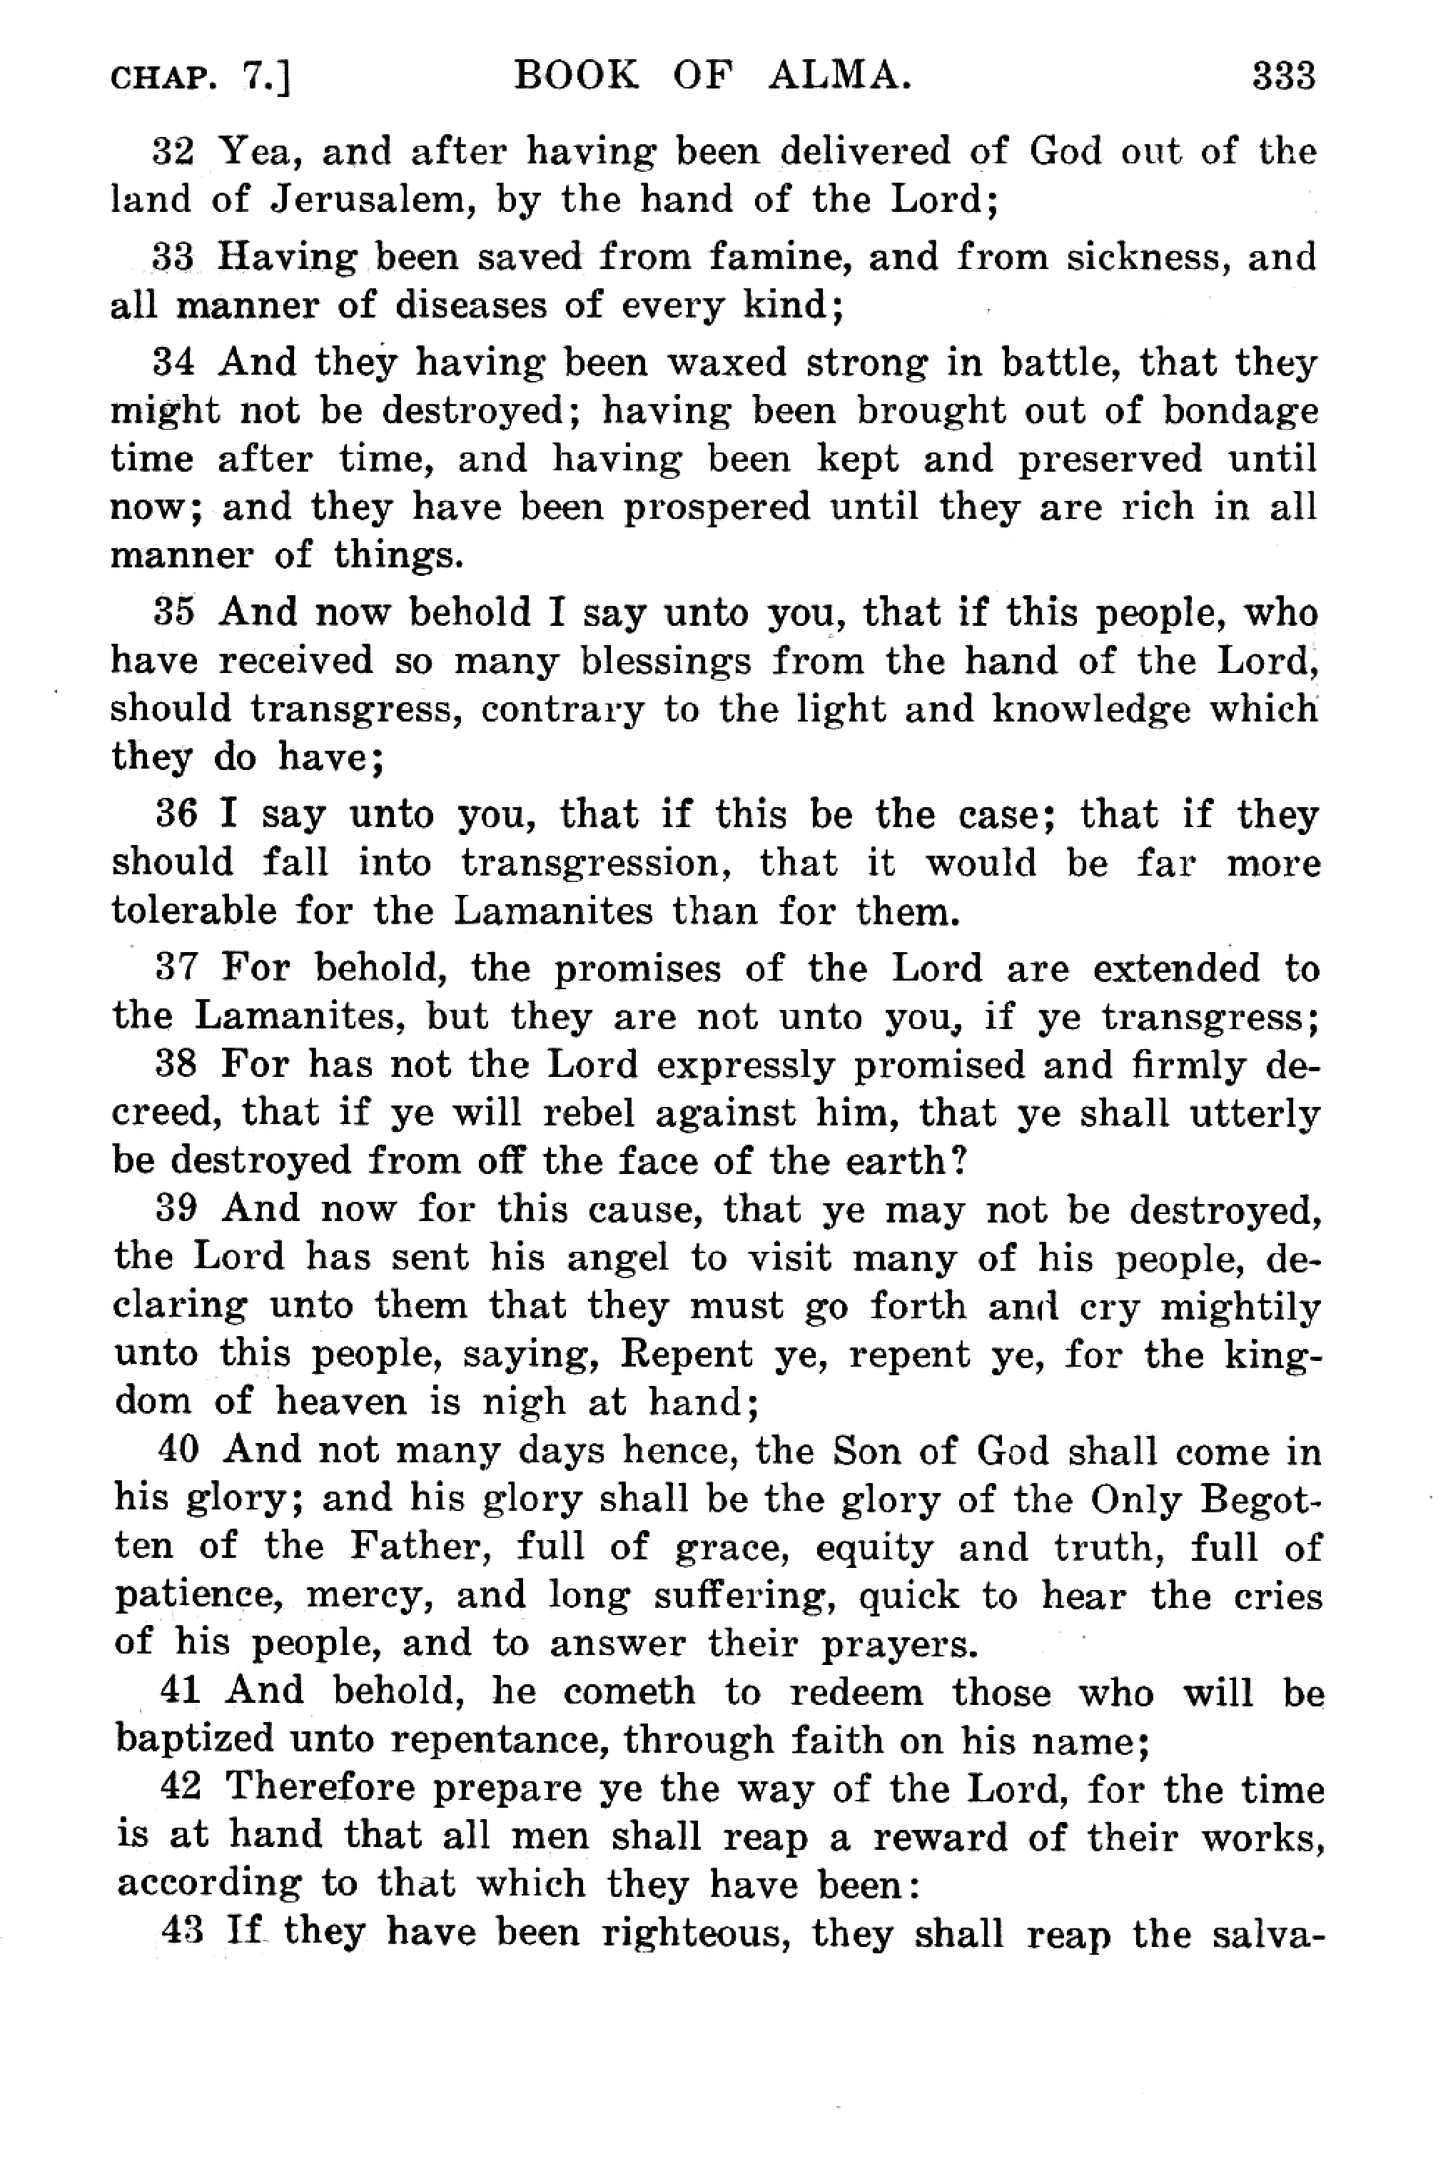 CHAP. 7.] BOOK OF ALMA. 333
32 Yea, and after having been delivered of God out of the
land of Jerusalem, by the hand of the Lord;
33 Having been saved from famine, and from sickness, and
all manner of diseases of every kind;
34 And they having been waxed strong in battle, that they
might not be destroyed; having been brought out of bondage
time after time, and having been kept and preserved until
now; and they have been prospered until they are rich in all
manner of things.
35 And now behold I say unto you, that if this people, who
have received so many blessings from the hand of the Lord,
should transgress, contrary to the light and knowledge which
they do have;
36 I say unto you, that if this be the case; that if they
should fall into transgression, that it would be far more
tolerable for the Lamanites than for them.
37 For behold, the promises of the Lord are extended to
the Lamanites, but they are not unto you, if ye transgress;
38 For has not the Lord expressly promised and firmly de-
creed, that if ye will rebel against him, that ye shall utterly
be destroyed from off the face of the earth?
39 And now for this cause, that ye may not be destroyed,
the Lord has sent his angel to visit many of his people, de-
claring unto them that they must go forth and cry mightily
unto this people, saying, Repent ye, repent ye, for the king-
dom of heaven is nigh at hand;
40 And not many days hence, the Son of God shall come in
his glory; and his glory shall be the glory of the Only Begot-
ten of the Father, full of grace, equity and truth, full of
patience, mercy, and long suffering, quick to hear the cries
of his people, and to answer their prayers.
41 And behold, he cometh to redeem those who will be
baptized unto repentance, through faith on his name;
42 Therefore prepare ye the way of the Lord, for the time
is at hand that all men shall reap a reward of their works,
according to that which they have been:
43 If they have been righteous, they shall reap the salva-